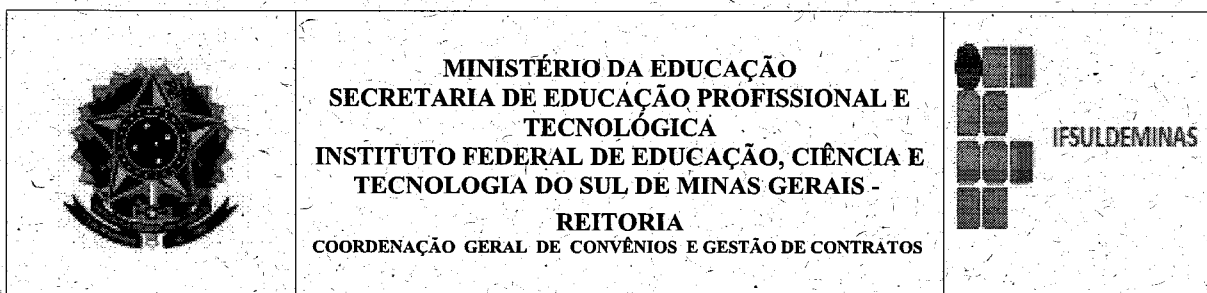 MINISTÉRIO DA EDUCAÇÃO
SECRETARIA DE EDUCAÇÃO PROFISSIONAL E
TECNOLÓGICA
INSTITUTO FEDERAL DE EDUCAÇÃO, CIÊNCIA E
TECNOLOGIA DO SUL DE MINAS GERAIS -
REITORIA
COORDENAÇÃO GERAL DE CONVÊNIOS E GESTÃO DE CONTRATOS
IFSULDEMINAS